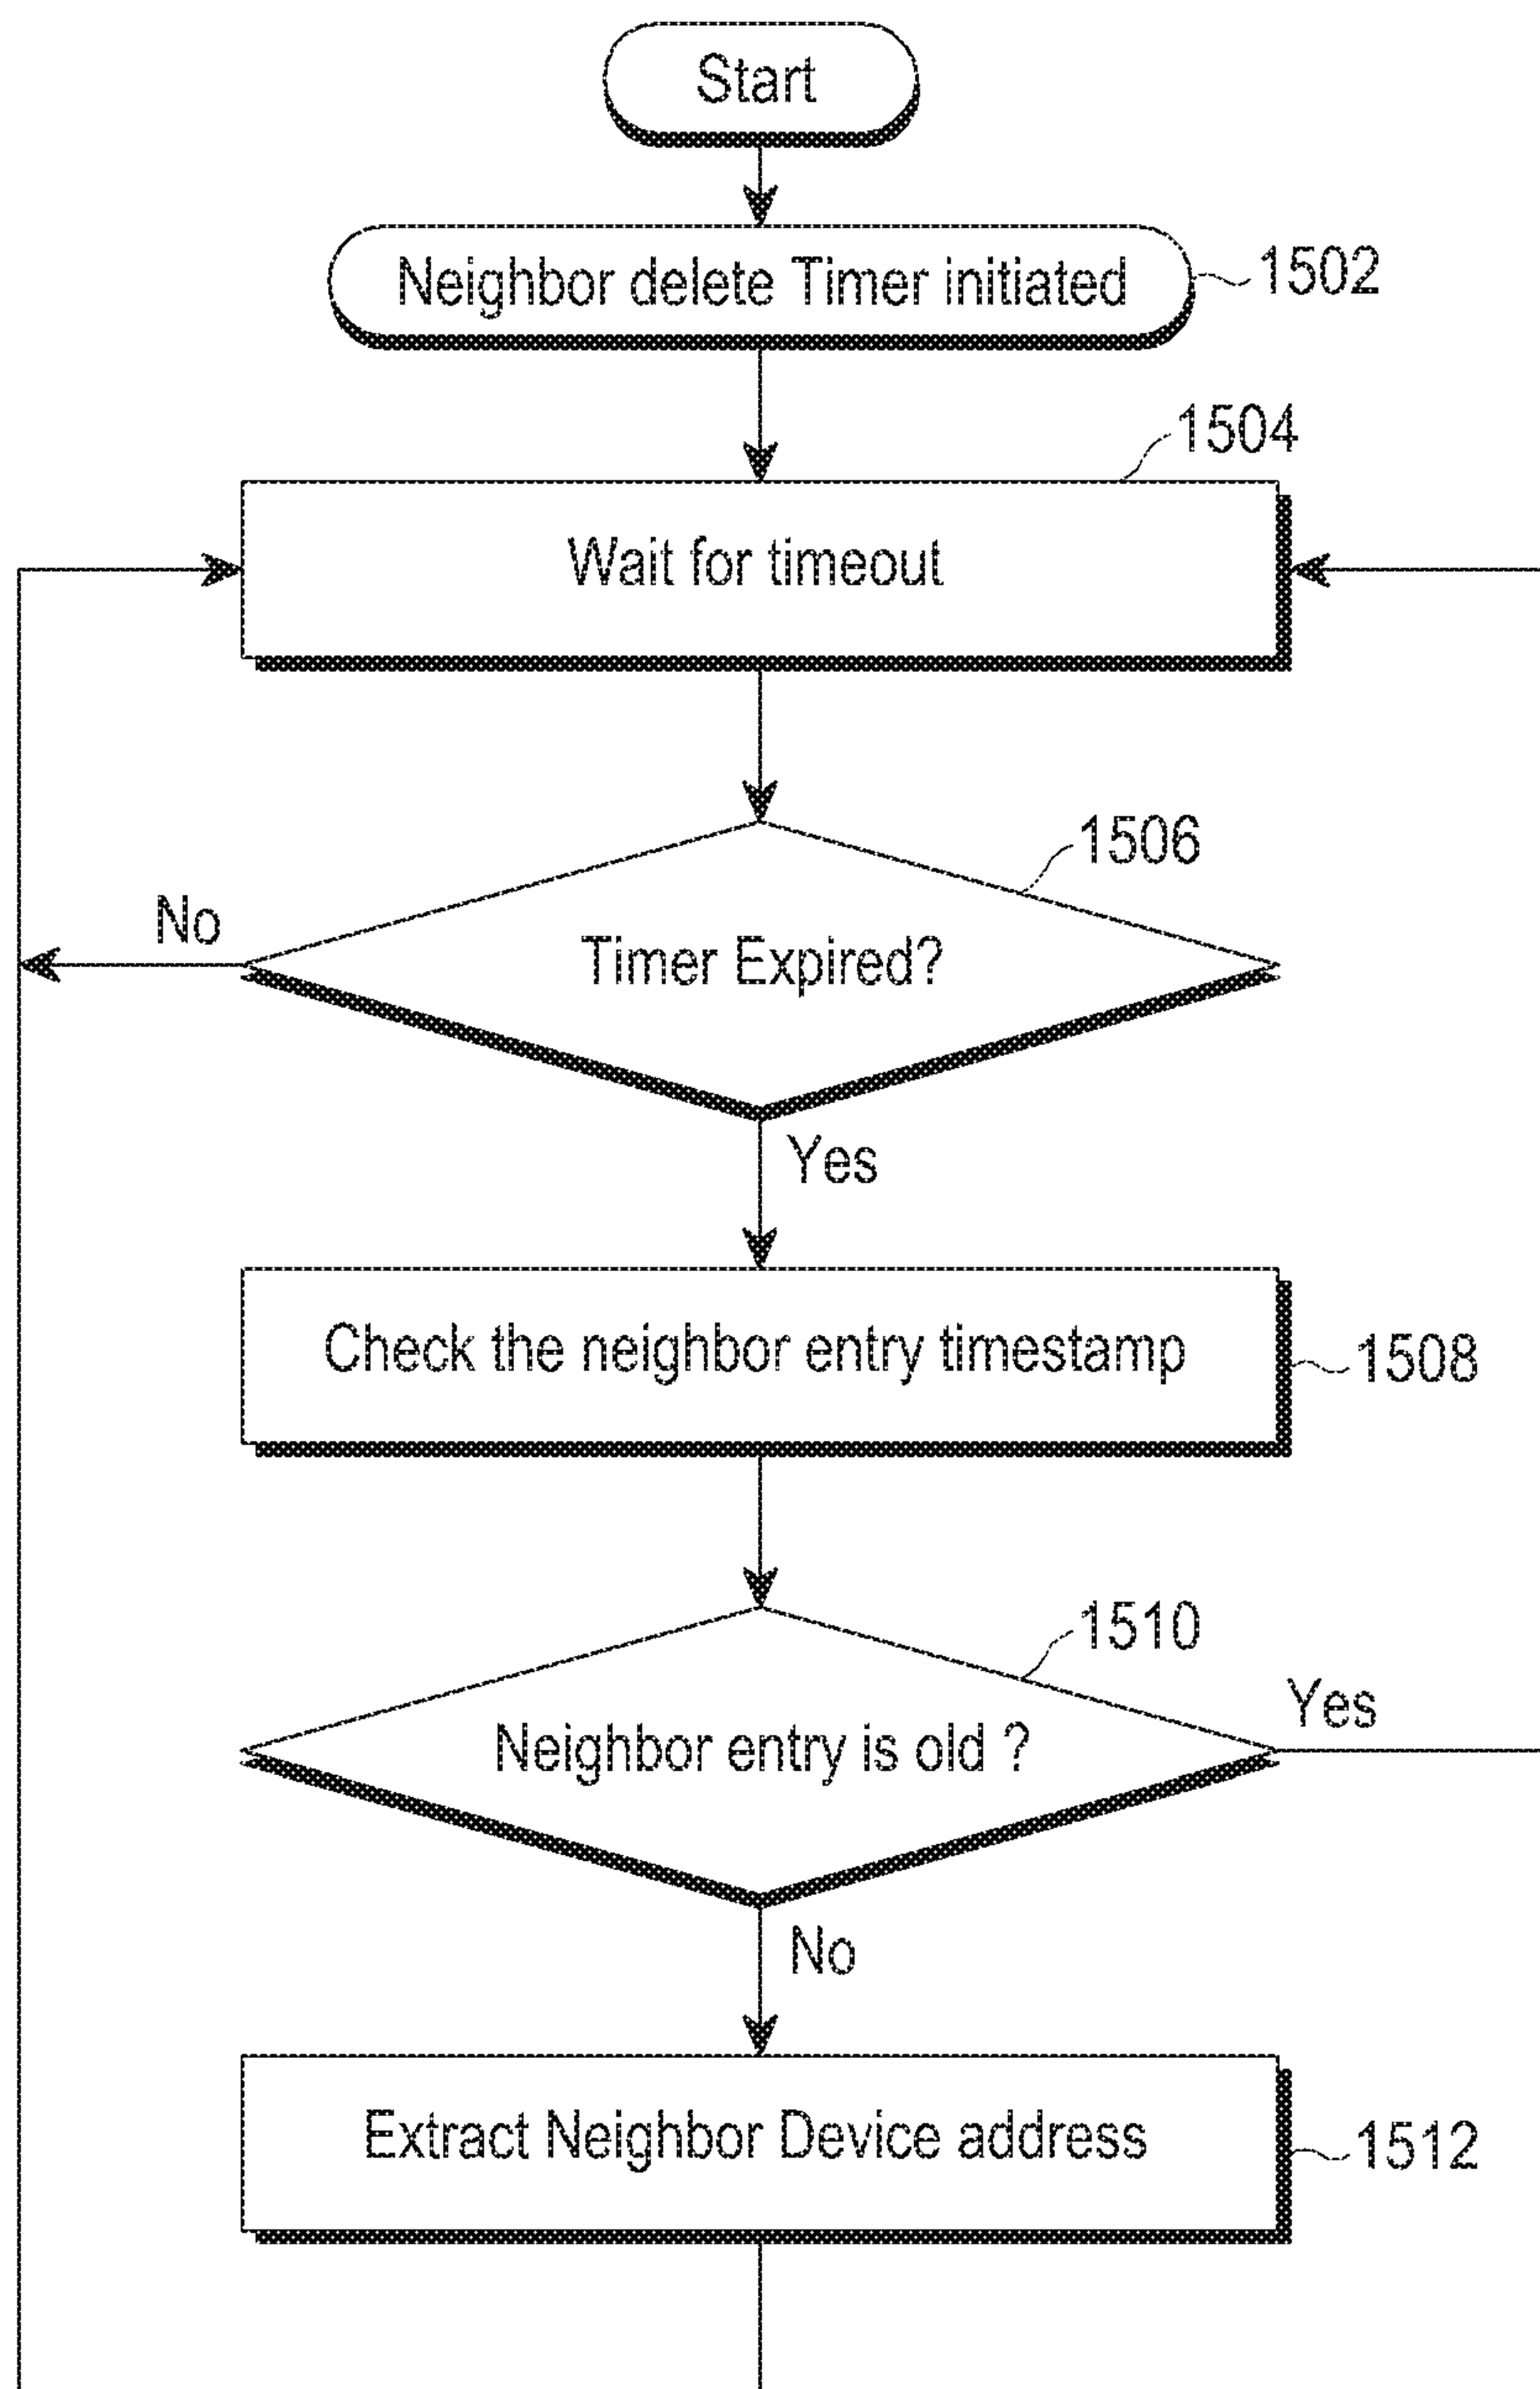 Start
Neighbor delete Timer initiated
1502
1504
Wait for timeout
1506
No
Timer Expired?
Yes
Check the neighbor entry timestamp
1508
1510
Yes
Neighbor entry is old ?
No
Extract Neighbor Device address
1512